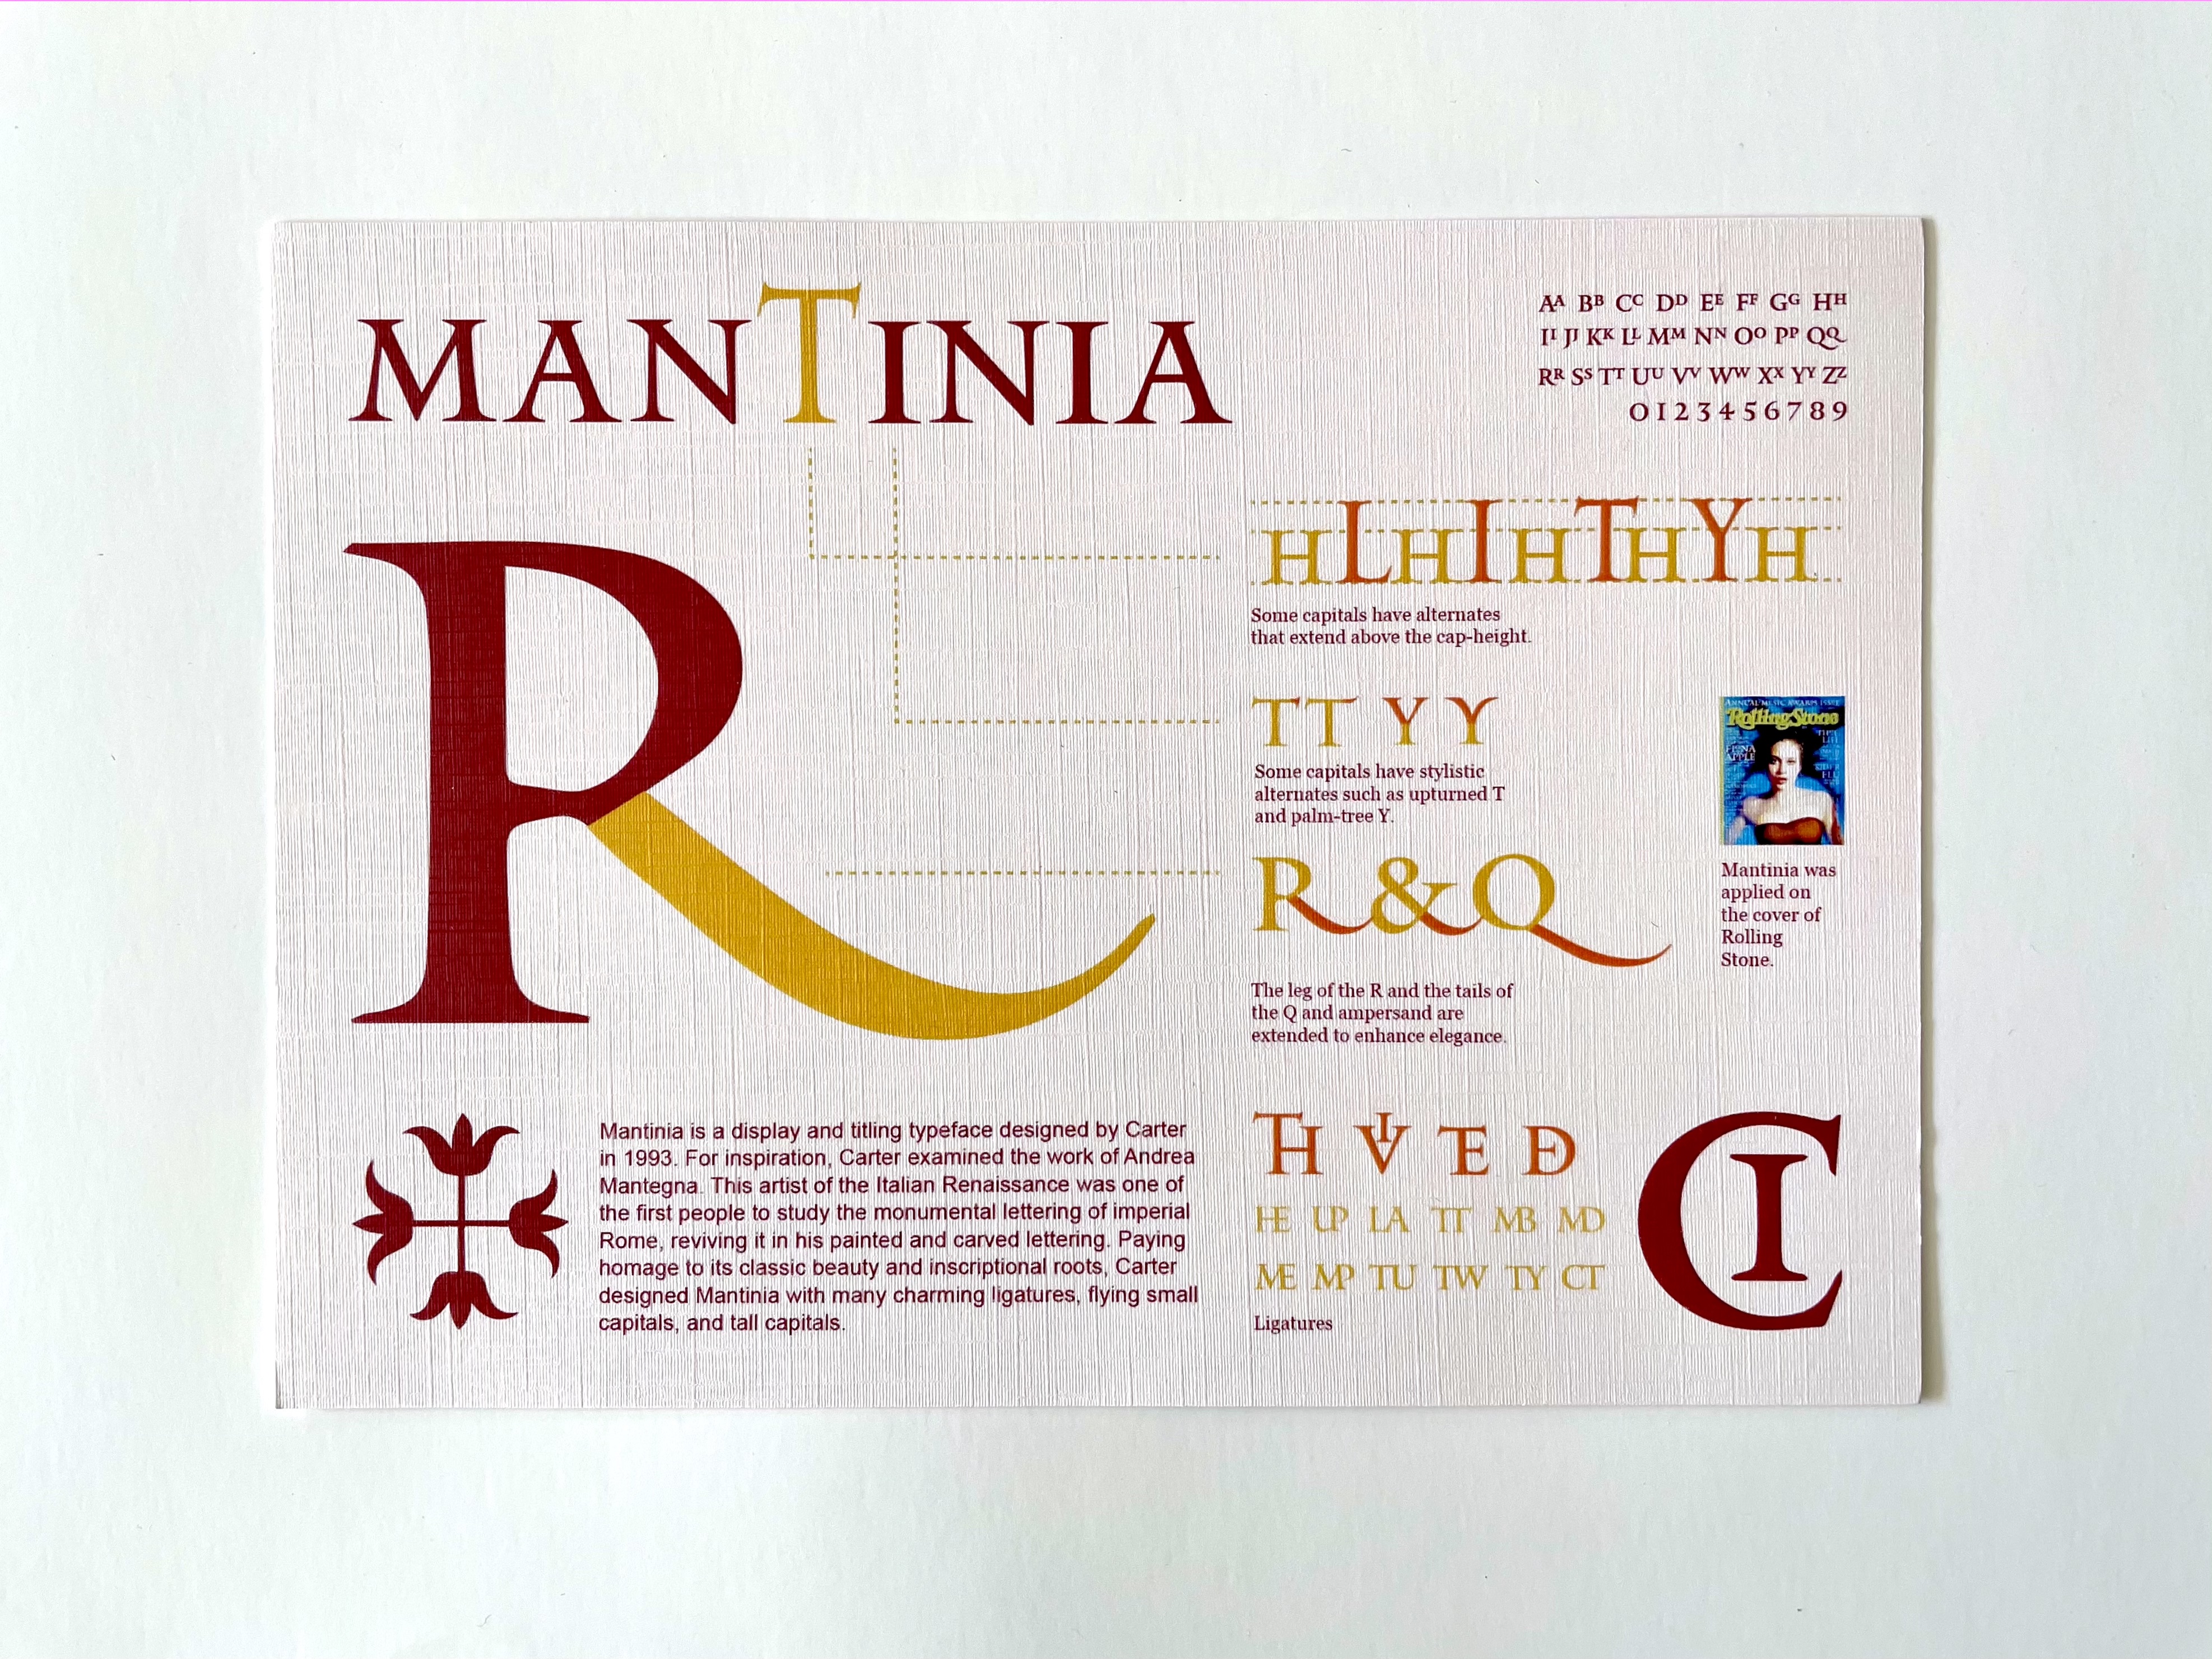 MANTINIA
AA BB CC DD EE FF GG HH
II JJ KK LL MM NN OO PP QQ
RR SS TT UU VV WW XX YY ZZ
0 1 2 3 4 5 6 7 8 9
HLHIHTHYH
Some capitals have alternates
that extend above the cap-height.
R
TT YY
Some capitals have stylistic
alternates such as upturned T
and palm-tree Y.
R&Q
The leg of the R and the tails of
the Q and ampersand are
extended to enhance elegance.
ANNUAL MUSIC AWARDS ISSUE
Rolling Stone
FIONA
APPLE
Mantinia was
applied on
the cover of
Rolling
Stone.
Mantinia is a display and titling typeface designed by Carter
in 1993. For inspiration, Carter examined the work of Andrea
Mantegna. This artist of the Italian Renaissance was one of
the first people to study the monumental lettering of imperial
Rome, reviving it in his painted and carved lettering. Paying
homage to its classic beauty and inscriptional roots, Carter
designed Mantinia with many charming ligatures, flying small
capitals, and tall capitals.
TH VI TE ED
HE UP LA TT MB MD
ME MP TU TW TY CT
Ligatures
CI